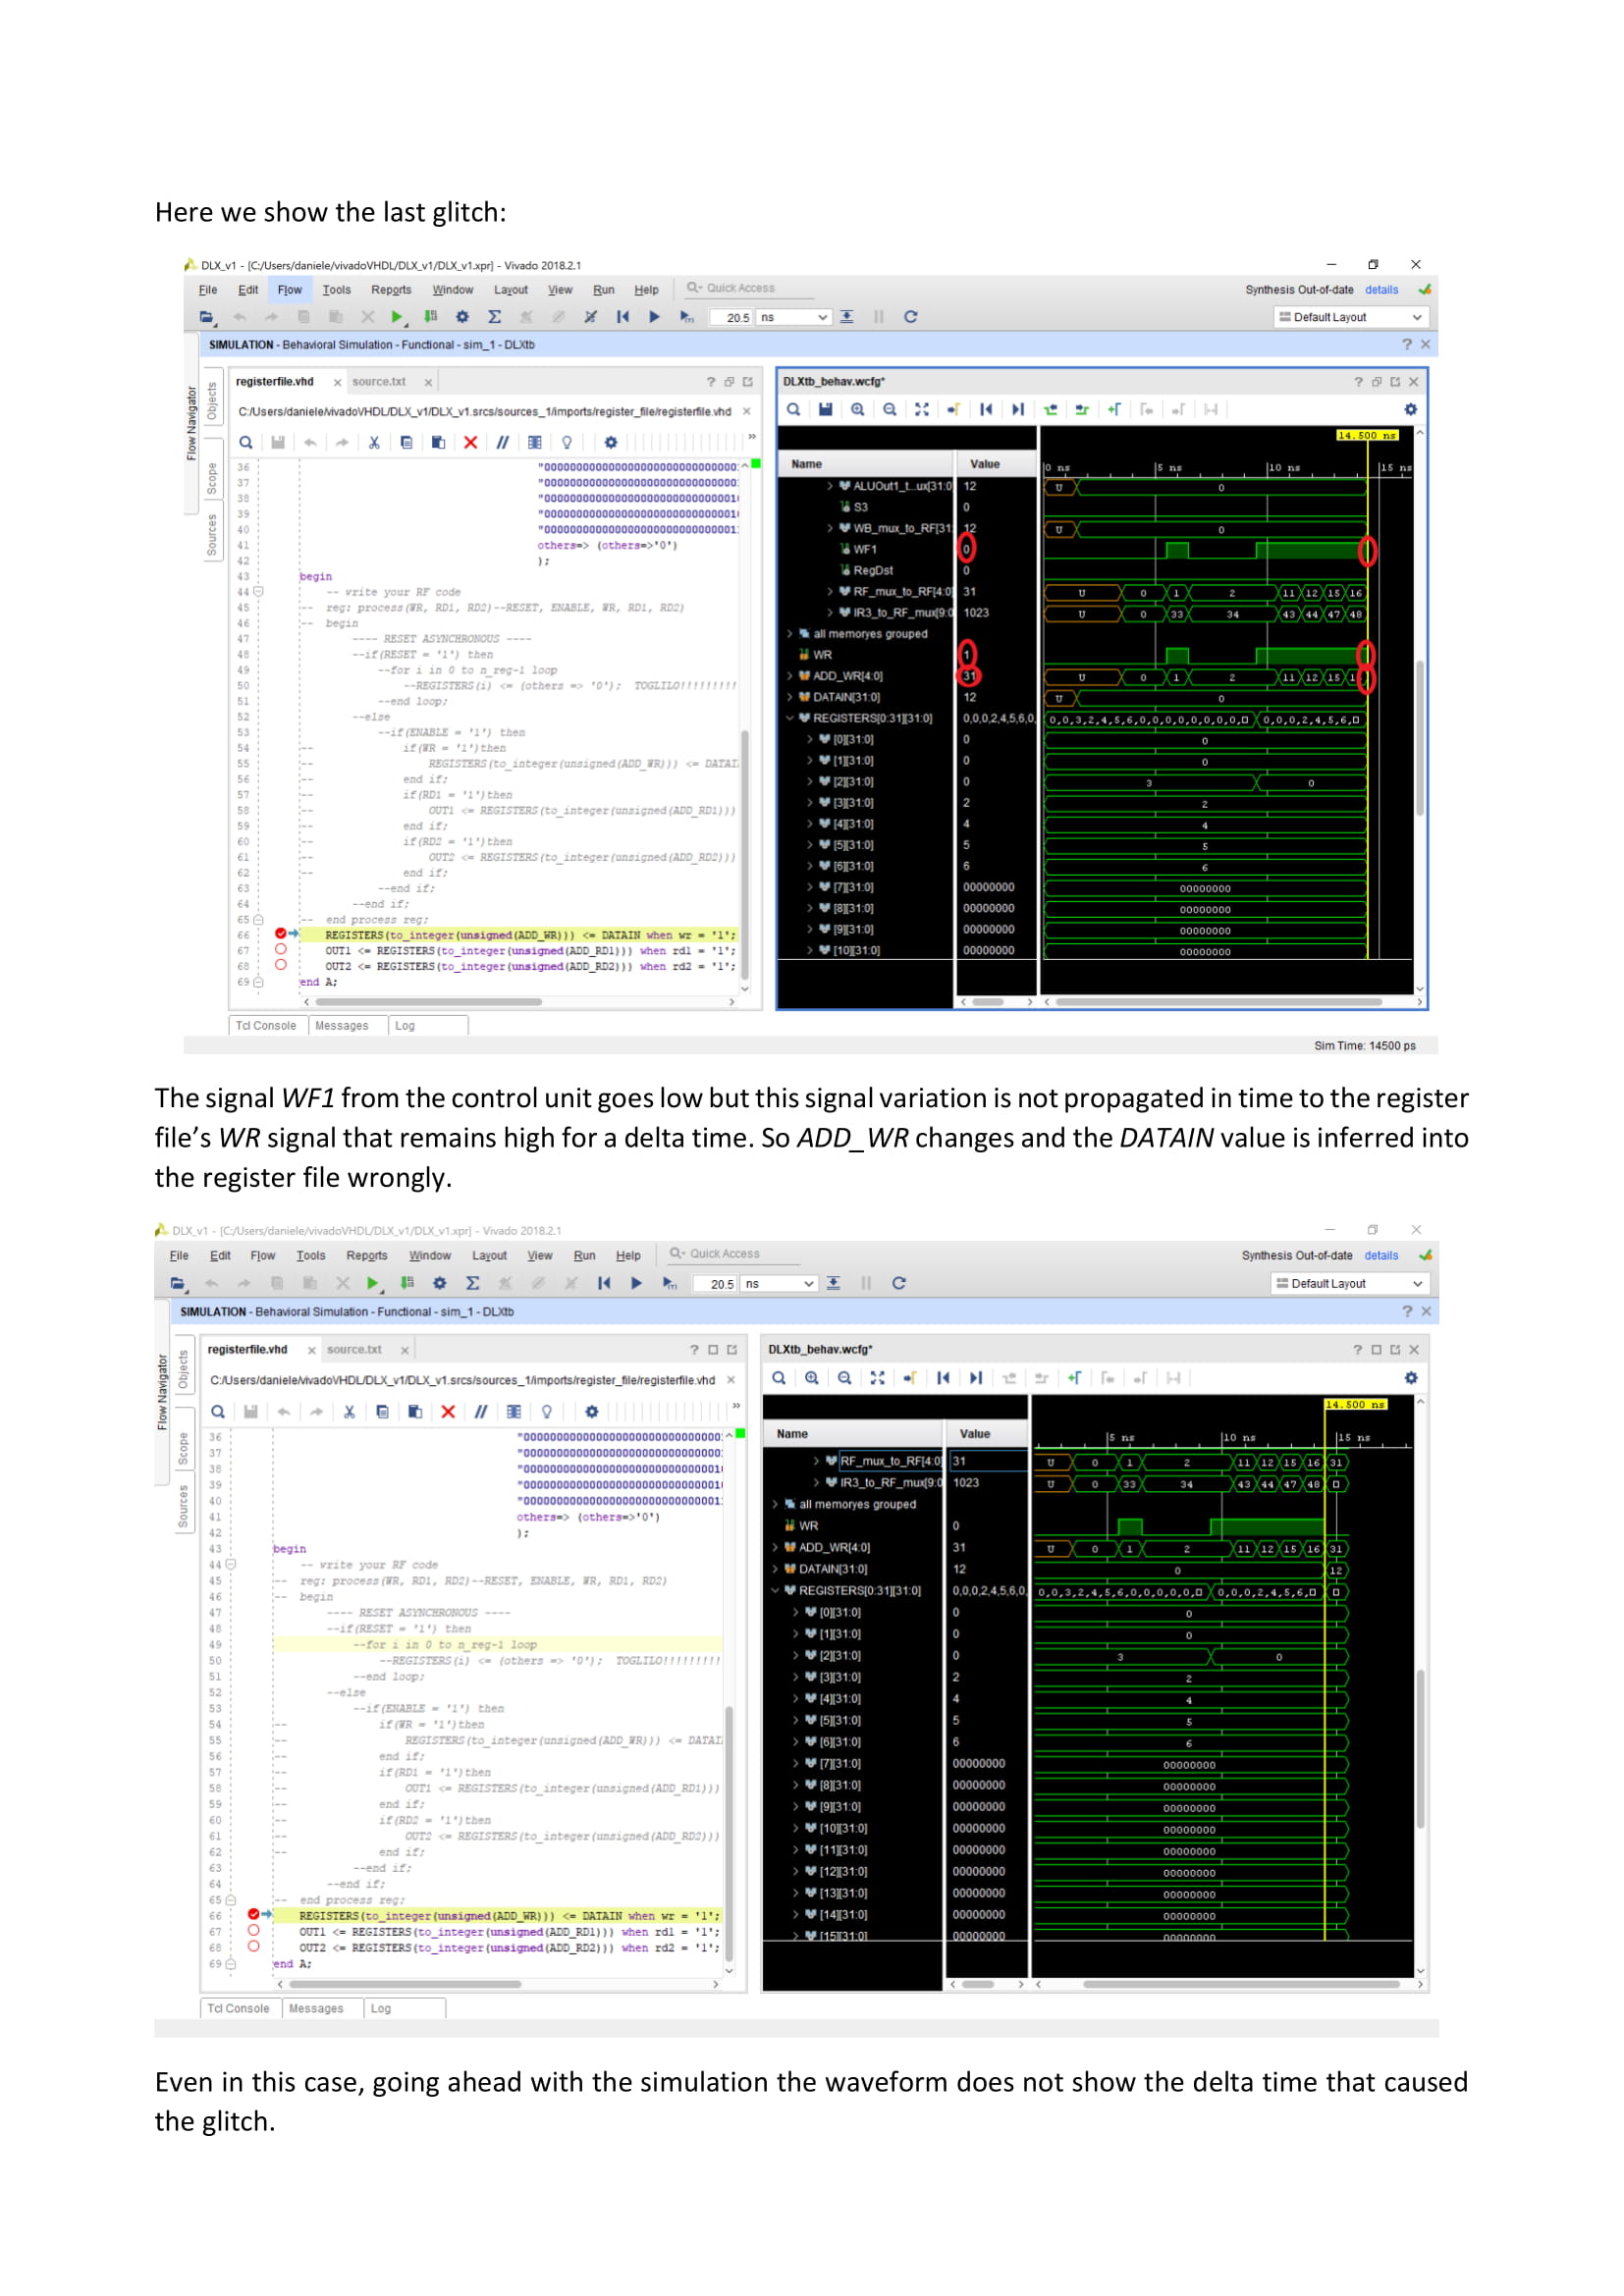 Here we show the last glitch:
DLX_v1 - [C:/Users/daniele/vivadoVHDL/DLX_v1/DLX_v1.xpr] - Vivado 2018.2.1
File Edit Flow Tools Reports Window Layout View Run Help Quick Access
Synthesis Out-of-date details
20.5 ns
Default Layout
SIMULATION - Behavioral Simulation - Functional - sim_1 - DLXtb
Flow Navigator
Objects
Scope
Sources
registerfile.vhd source.txt
C:/Users/daniele/vivadoVHDL/DLX_v1/DLX_v1.srcs/sources_1/imports/register_file/registerfile.vhd
36
37
38
39
40
41 others=> (others=>'0')
42 );
43 begin
44 -- write your RF code
45 -- reg: process(WR, RD1, RD2)--RESET, ENABLE, WR, RD1, RD2)
46 -- begin
47 ---- RESET ASYNCHRONOUS ----
48 --if(RESET = '1') then
49 --for i in 0 to n_reg-1 loop
50 --REGISTERS(i) <= (others => '0'); TOGLILO!!!!!!!!!
51 --end loop;
52 --else
53 --if(ENABLE = '1') then
54 -- if(WR = '1')then
55 -- REGISTERS(to_integer(unsigned(ADD_WR))) <= DATAI
56 -- end if;
57 -- if(RD1 = '1')then
58 -- OUT1 <= REGISTERS(to_integer(unsigned(ADD_RD1)))
59 -- end if;
60 -- if(RD2 = '1')then
61 -- OUT2 <= REGISTERS(to_integer(unsigned(ADD_RD2)))
62 -- end if;
63 --end if;
64 --end if;
65 -- end process reg;
66 REGISTERS(to_integer(unsigned(ADD_WR))) <= DATAIN when wr = '1';
67 OUT1 <= REGISTERS(to_integer(unsigned(ADD_RD1))) when rd1 = '1';
68 OUT2 <= REGISTERS(to_integer(unsigned(ADD_RD2))) when rd2 = '1';
69 end A;
Tcl Console Messages Log
DLXtb_behav.wcfg*
14.500 ns
Name Value 0 ns 5 ns 10 ns 15 ns
ALUOut1_t...ux[31:0 12 U 0
S3 0
WB_mux_to_RF[31: 12 U 0
WF1 0
RegDst 0
RF_mux_to_RF[4:0] 31 U 0 1 2 11 12 15 16
IR3_to_RF_mux[9:0 1023 U 0 33 34 43 44 47 48
all memoryes grouped
WR 1
ADD_WR[4:0] 31 U 0 1 2 11 12 15
DATAIN[31:0] 12 U 0
REGISTERS[0:31][31:0] 0,0,0,2,4,5,6,0, 0,0,3,2,4,5,6,0,0,0,0,0,0,0,0, 0,0,0,2,4,5,6,
[0][31:0] 0 0
[1][31:0] 0 0
[2][31:0] 0 3 0
[3][31:0] 2 2
[4][31:0] 4 4
[5][31:0] 5 5
[6][31:0] 6 6
[7][31:0] 00000000 00000000
[8][31:0] 00000000 00000000
[9][31:0] 00000000 00000000
[10][31:0] 00000000 00000000
Sim Time: 14500 ps
The signal WF1 from the control unit goes low but this signal variation is not propagated in time to the register
file’s WR signal that remains high for a delta time. So ADD_WR changes and the DATAIN value is inferred into
the register file wrongly.
DLX_v1 - [C:/Users/daniele/vivadoVHDL/DLX_v1/DLX_v1.xpr] - Vivado 2018.2.1
File Edit Flow Tools Reports Window Layout View Run Help Quick Access
Synthesis Out-of-date details
20.5 ns
Default Layout
SIMULATION - Behavioral Simulation - Functional - sim_1 - DLXtb
Flow Navigator
Objects
Scope
Sources
registerfile.vhd source.txt
C:/Users/daniele/vivadoVHDL/DLX_v1/DLX_v1.srcs/sources_1/imports/register_file/registerfile.vhd
36
37
38
39
40
41 others=> (others=>'0')
42 );
43 begin
44 -- write your RF code
45 -- reg: process(WR, RD1, RD2)--RESET, ENABLE, WR, RD1, RD2)
46 -- begin
47 ---- RESET ASYNCHRONOUS ----
48 --if(RESET = '1') then
49 --for i in 0 to n_reg-1 loop
50 --REGISTERS(i) <= (others => '0'); TOGLILO!!!!!!!!!
51 --end loop;
52 --else
53 --if(ENABLE = '1') then
54 -- if(WR = '1')then
55 -- REGISTERS(to_integer(unsigned(ADD_WR))) <= DATAI
56 -- end if;
57 -- if(RD1 = '1')then
58 -- OUT1 <= REGISTERS(to_integer(unsigned(ADD_RD1)))
59 -- end if;
60 -- if(RD2 = '1')then
61 -- OUT2 <= REGISTERS(to_integer(unsigned(ADD_RD2)))
62 -- end if;
63 --end if;
64 --end if;
65 -- end process reg;
66 REGISTERS(to_integer(unsigned(ADD_WR))) <= DATAIN when wr = '1';
67 OUT1 <= REGISTERS(to_integer(unsigned(ADD_RD1))) when rd1 = '1';
68 OUT2 <= REGISTERS(to_integer(unsigned(ADD_RD2))) when rd2 = '1';
69 end A;
Tcl Console Messages Log
DLXtb_behav.wcfg*
14.500 ns
Name Value 5 ns 10 ns 15 ns
RF_mux_to_RF[4:0] 31 U 0 1 2 11 12 15 16 31
IR3_to_RF_mux[9:0 1023 U 0 33 34 43 44 47 48
all memoryes grouped
WR 0
ADD_WR[4:0] 31 U 0 1 2 11 12 15 16 31
DATAIN[31:0] 12 0 12
REGISTERS[0:31][31:0] 0,0,0,2,4,5,6,0, 0,0,3,2,4,5,6,0,0,0,0,0,0, 0,0,0,2,4,5,6,
[0][31:0] 0 0
[1][31:0] 0 0
[2][31:0] 0 3 0
[3][31:0] 2 2
[4][31:0] 4 4
[5][31:0] 5 5
[6][31:0] 6 6
[7][31:0] 00000000 00000000
[8][31:0] 00000000 00000000
[9][31:0] 00000000 00000000
[10][31:0] 00000000 00000000
[11][31:0] 00000000 00000000
[12][31:0] 00000000 00000000
[13][31:0] 00000000 00000000
[14][31:0] 00000000 00000000
[15][31:0] 00000000 00000000
Even in this case, going ahead with the simulation the waveform does not show the delta time that caused
the glitch.